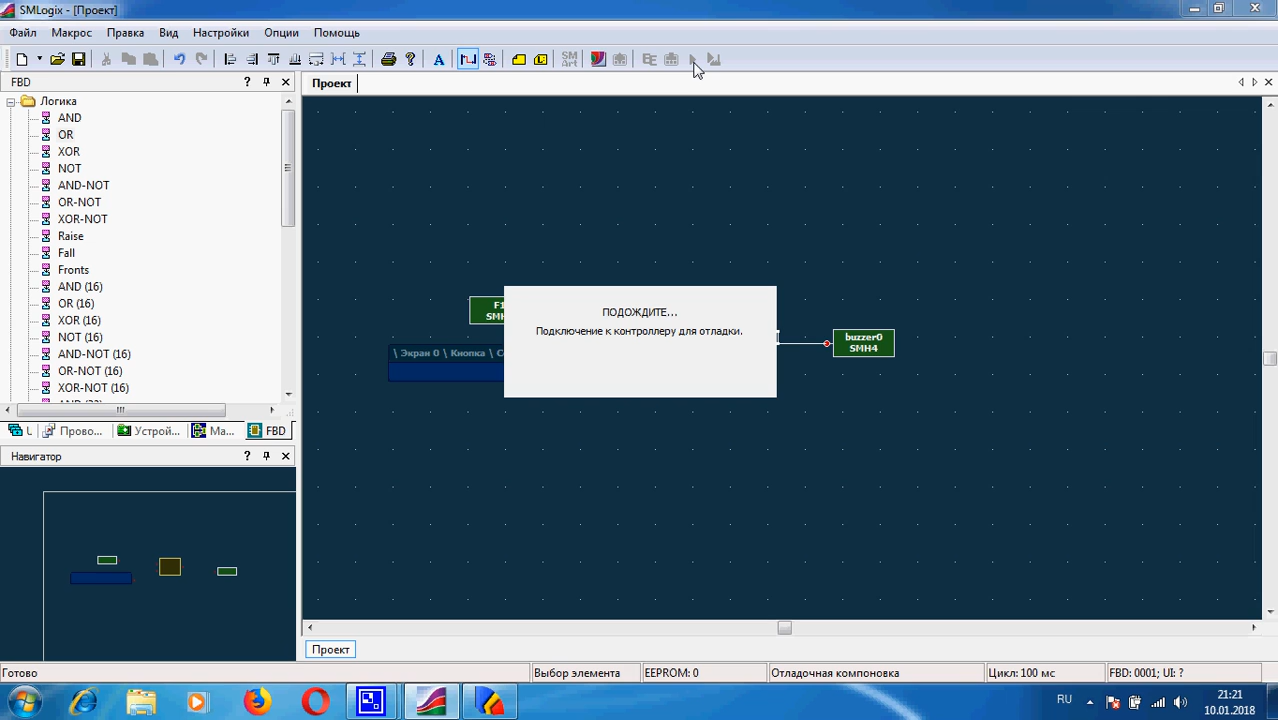 SMLogix - [Проект]
Файл Макрос Правка Вид Настройки Опции Помощь
A SM Art
FBD ?
Проект
Логика
AND
OR
XOR
NOT
AND-NOT
OR-NOT
XOR-NOT
Raise
Fall
Fronts
AND (16)
OR (16)
XOR (16)
NOT (16)
AND-NOT (16)
OR-NOT (16)
XOR-NOT (16)
Прово... Устрой... Ма... FBD
Навигатор ?
F1
SMH
\ Экран 0 \ Кнопка \ С
ПОДОЖДИТЕ...
Подключение к контроллеру для отладки.
buzzer0
SMH4
Проект
Готово Выбор элемента EEPROM: 0 Отладочная компоновка Цикл: 100 мс FBD: 0001; UI: ?
RU 21:21
10.01.2018